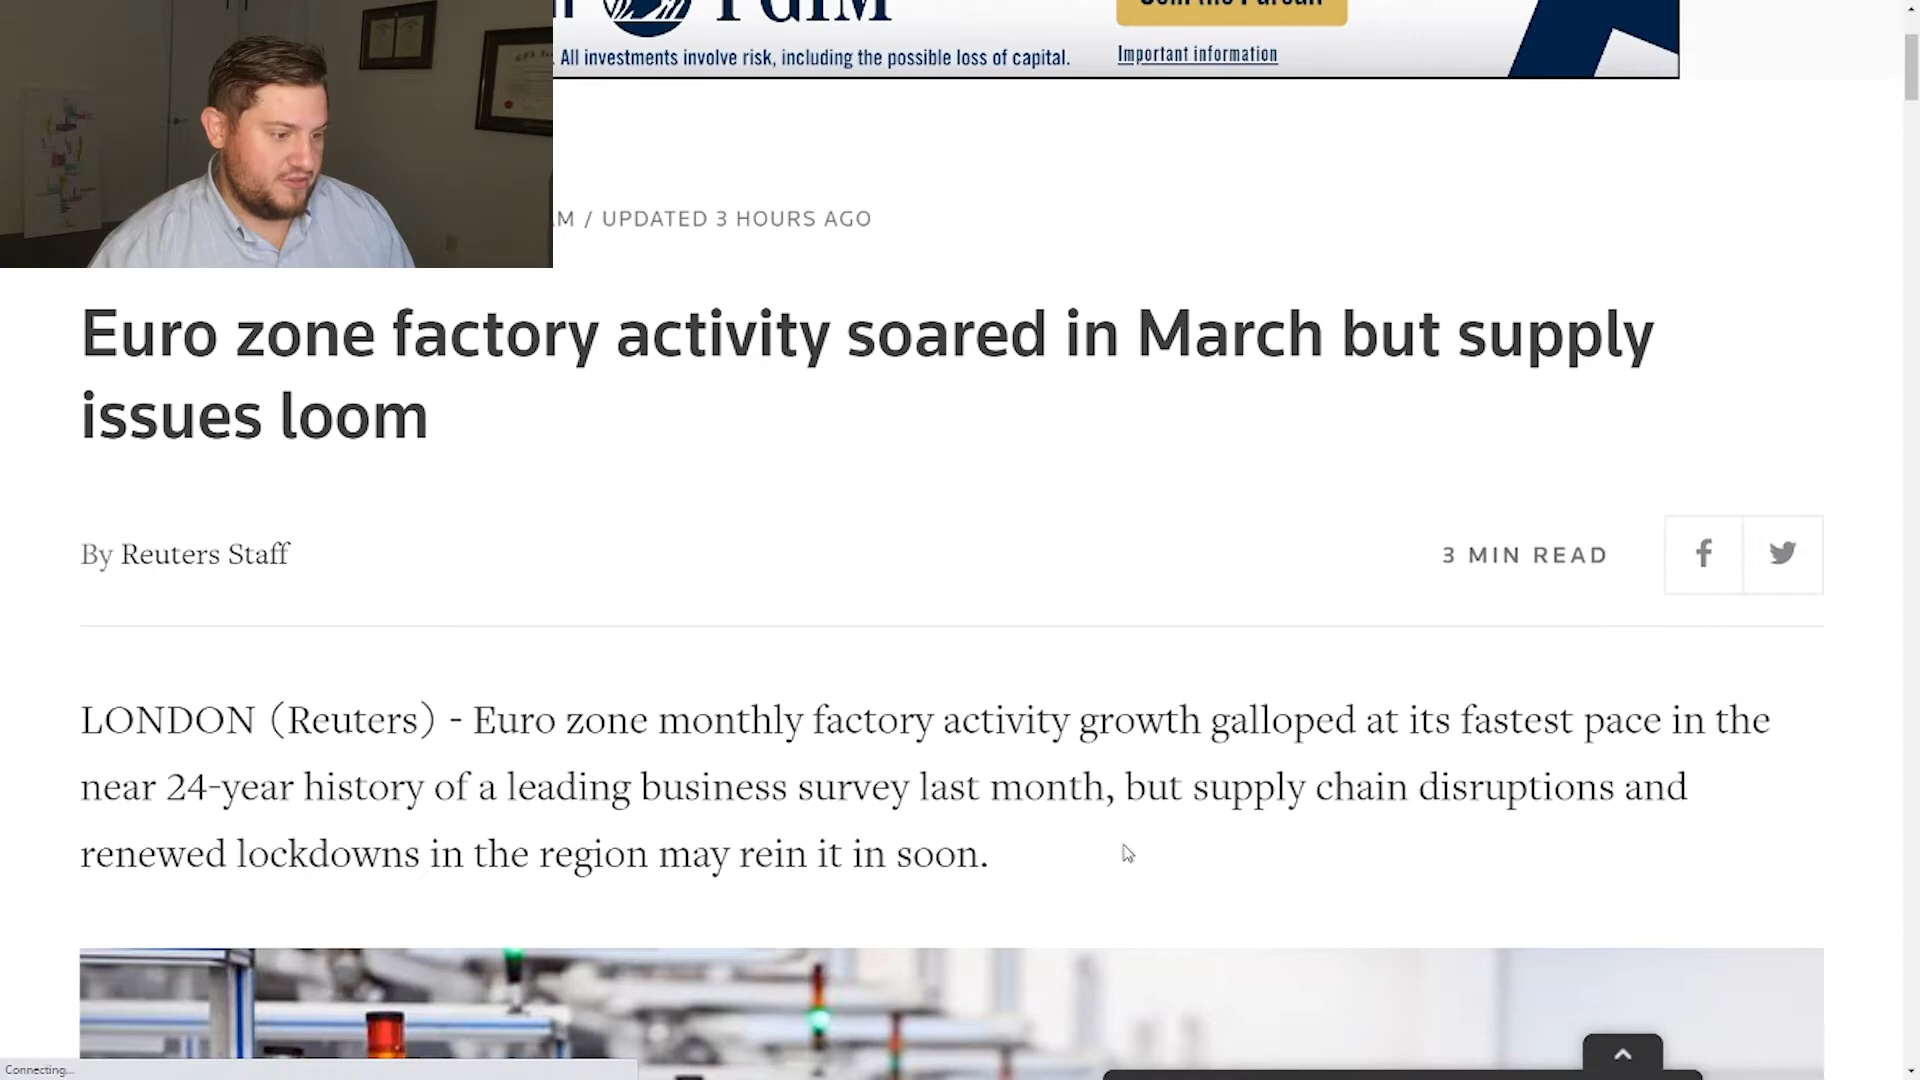 PGIM
All investments involve risk, including the possible loss of capital.
Important information
/ UPDATED 3 HOURS AGO
Euro zone factory activity soared in March but supply
issues loom
By Reuters Staff
3 MIN READ
LONDON (Reuters) - Euro zone monthly factory activity growth galloped at its fastest pace in the
near 24-year history of a leading business survey last month, but supply chain disruptions and
renewed lockdowns in the region may rein it in soon.
Connecting...